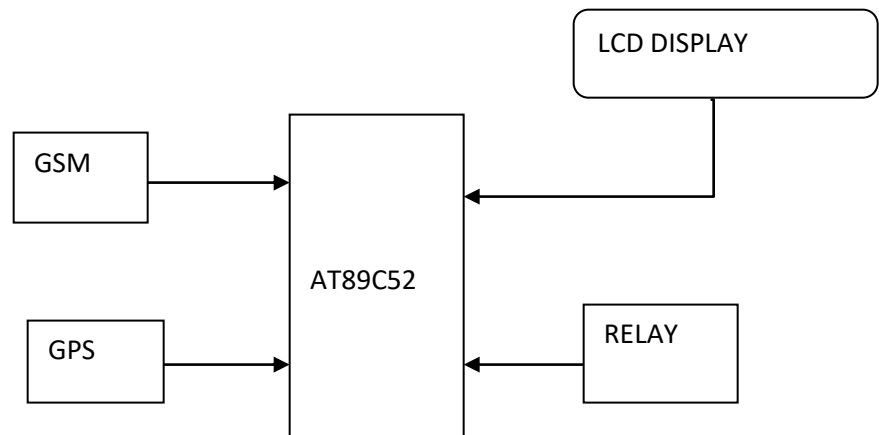 LCD DISPLAY
GSM
AT89C52
GPS
RELAY